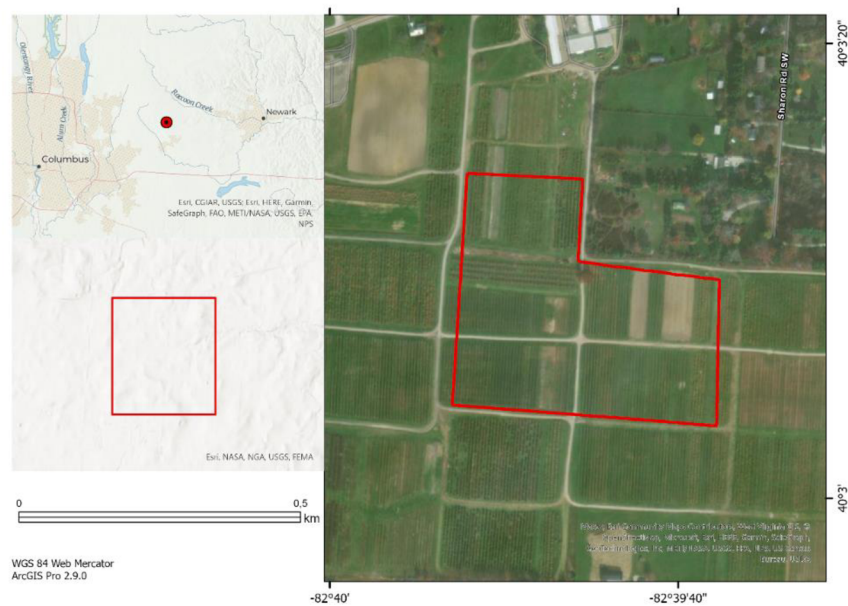 Olentangy River
Alum Creek
Raccoon Creek
Newark
Columbus
Esri, CGIAR, USGS; Esri, HERE, Garmin,
SafeGraph, FAO, METI/NASA, USGS, EPA,
NPS
Esri, NASA, NGA, USGS, FEMA
0
0.5
km
WGS 84 Web Mercator
ArcGIS Pro 2.9.0
Sharon Rd SW
40°3'20"
40°3'
-82°40'
-82°39'40"